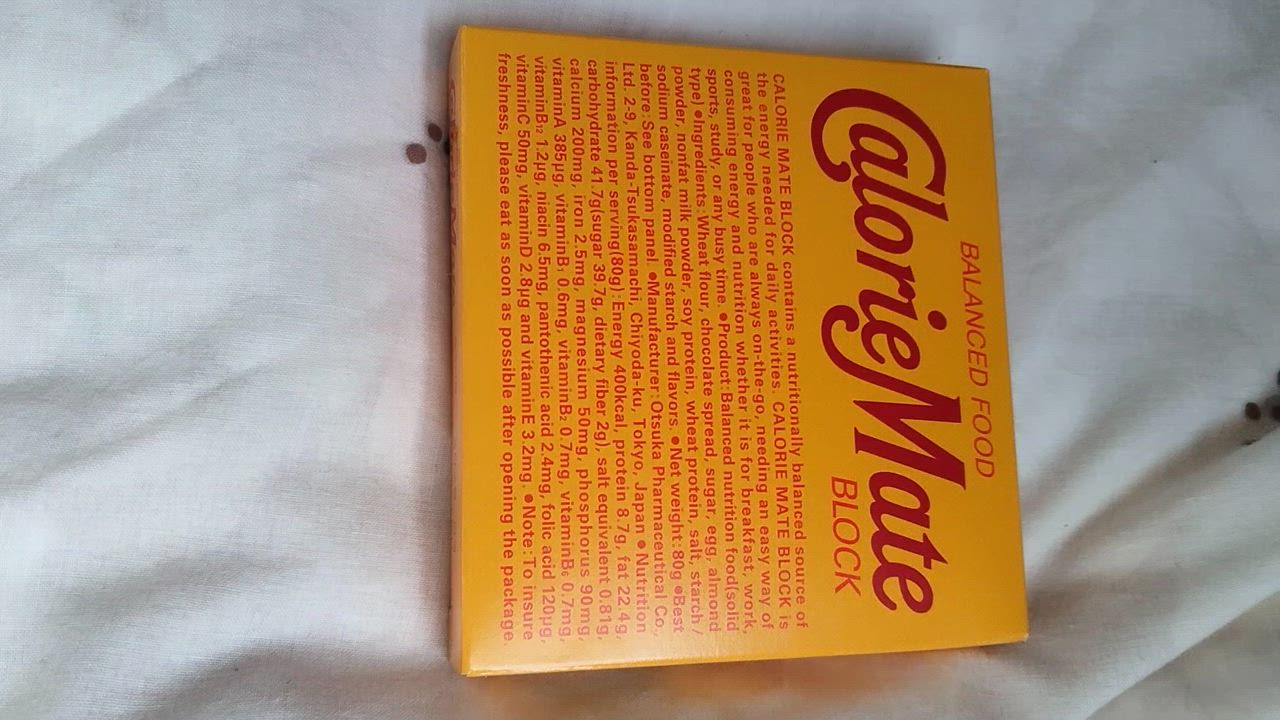 BALANCED FOOD
CalorieMate
BLOCK
CALORIE MATE BLOCK contains a nutritionally balanced source of
the energy needed for daily activities. CALORIE MATE BLOCK is
great for people who are always on-the-go, needing an easy way of
consuming energy and nutrition whether it is for breakfast, work,
sports, study, or any busy time. ●Product:Balanced nutrition food(solid
type) ●Ingredients:Wheat flour, chocolate spread, sugar, egg, almond
powder, nonfat milk powder, soy protein, wheat protein, salt, starch /
sodium caseinate, modified starch and flavors. ●Net weight:80g ●Best
before:See bottom panel. ●Manufacturer:Otsuka Pharmaceutical Co.,
Ltd. 2-9, Kanda-Tsukasamachi, Chiyoda-ku, Tokyo, Japan ●Nutrition
information per serving(80g):Energy 400kcal, protein 8.7g, fat 22.4g,
carbohydrate 41.7g(sugar 39.7g, dietary fiber 2g), salt equivalent 0.81g,
calcium 200mg, iron 2.5mg, magnesium 50mg, phosphorus 90mg,
vitaminA 385μg, vitaminB₁ 0.6mg, vitaminB₂ 0.7mg, vitaminB₆ 0.7mg,
vitaminB₁₂ 1.2μg, niacin 6.5mg, pantothenic acid 2.4mg, folic acid 120μg,
vitaminC 50mg, vitaminD 2.8μg and vitaminE 3.2mg. ●Note:To insure
freshness, please eat as soon as possible after opening the package.